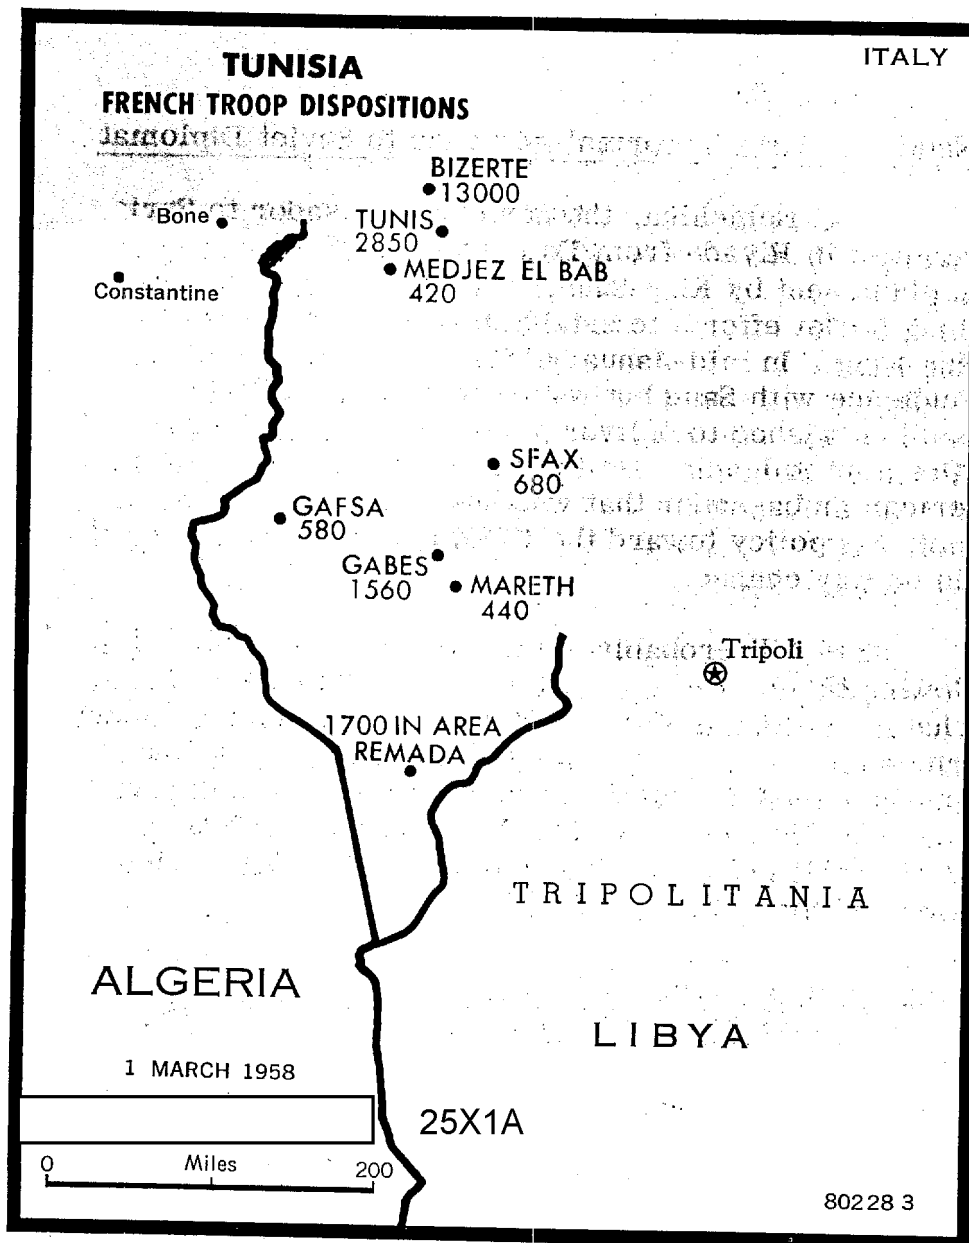 ITALY
TUNISIA
FRENCH TROOP DISPOSITIONS
BIZERTE
13000
Bone
TUNIS
2850
MEDJEZ EL BAB
420
Constantine
SFAX
680
GAFSA
580
GABES
1560
MARETH
440
Tripoli
1700 IN AREA
REMADA
TRIPOLITANIA
ALGERIA
LIBYA
1 MARCH 1958
25X1A
0 Miles 200
80228 3